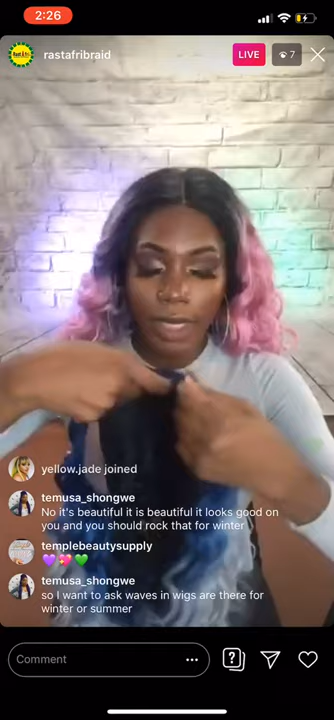 2:26
rastafribraid
LIVE
7
yellow.jade joined
temusa_shongwe
No it's beautiful it is beautiful it looks good on
you and you should rock that for winter
templebeautysupply
💜💖💚
temusa_shongwe
so I want to ask waves in wigs are there for
winter or summer
Comment